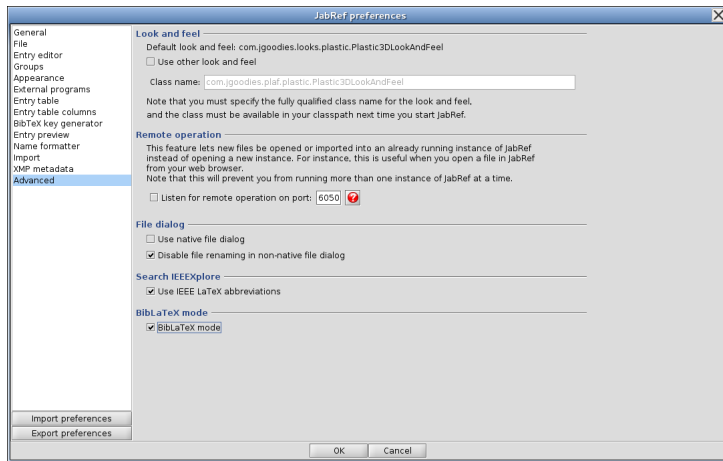 JabRef preferences
General
File
Entry editor
Groups
Appearance
External programs
Entry table
Entry table columns
BibTeX key generator
Entry preview
Name formatter
Import
XMP metadata
Advanced
Import preferences
Export preferences
Look and feel
Default look and feel: com.jgoodies.looks.plastic.Plastic3DLookAndFeel
Use other look and feel
Class name: com.jgoodies.plaf.plastic.Plastic3DLookAndFeel
Note that you must specify the fully qualified class name for the look and feel,
and the class must be available in your classpath next time you start JabRef.
Remote operation
This feature lets new files be opened or imported into an already running instance of JabRef
instead of opening a new instance. For instance, this is useful when you open a file in JabRef
from your web browser.
Note that this will prevent you from running more than one instance of JabRef at a time.
Listen for remote operation on port: 6050 ?
File dialog
Use native file dialog
Disable file renaming in non-native file dialog
Search IEEEXplore
Use IEEE LaTeX abbreviations
BibLaTeX mode
BibLaTeX mode
OK Cancel